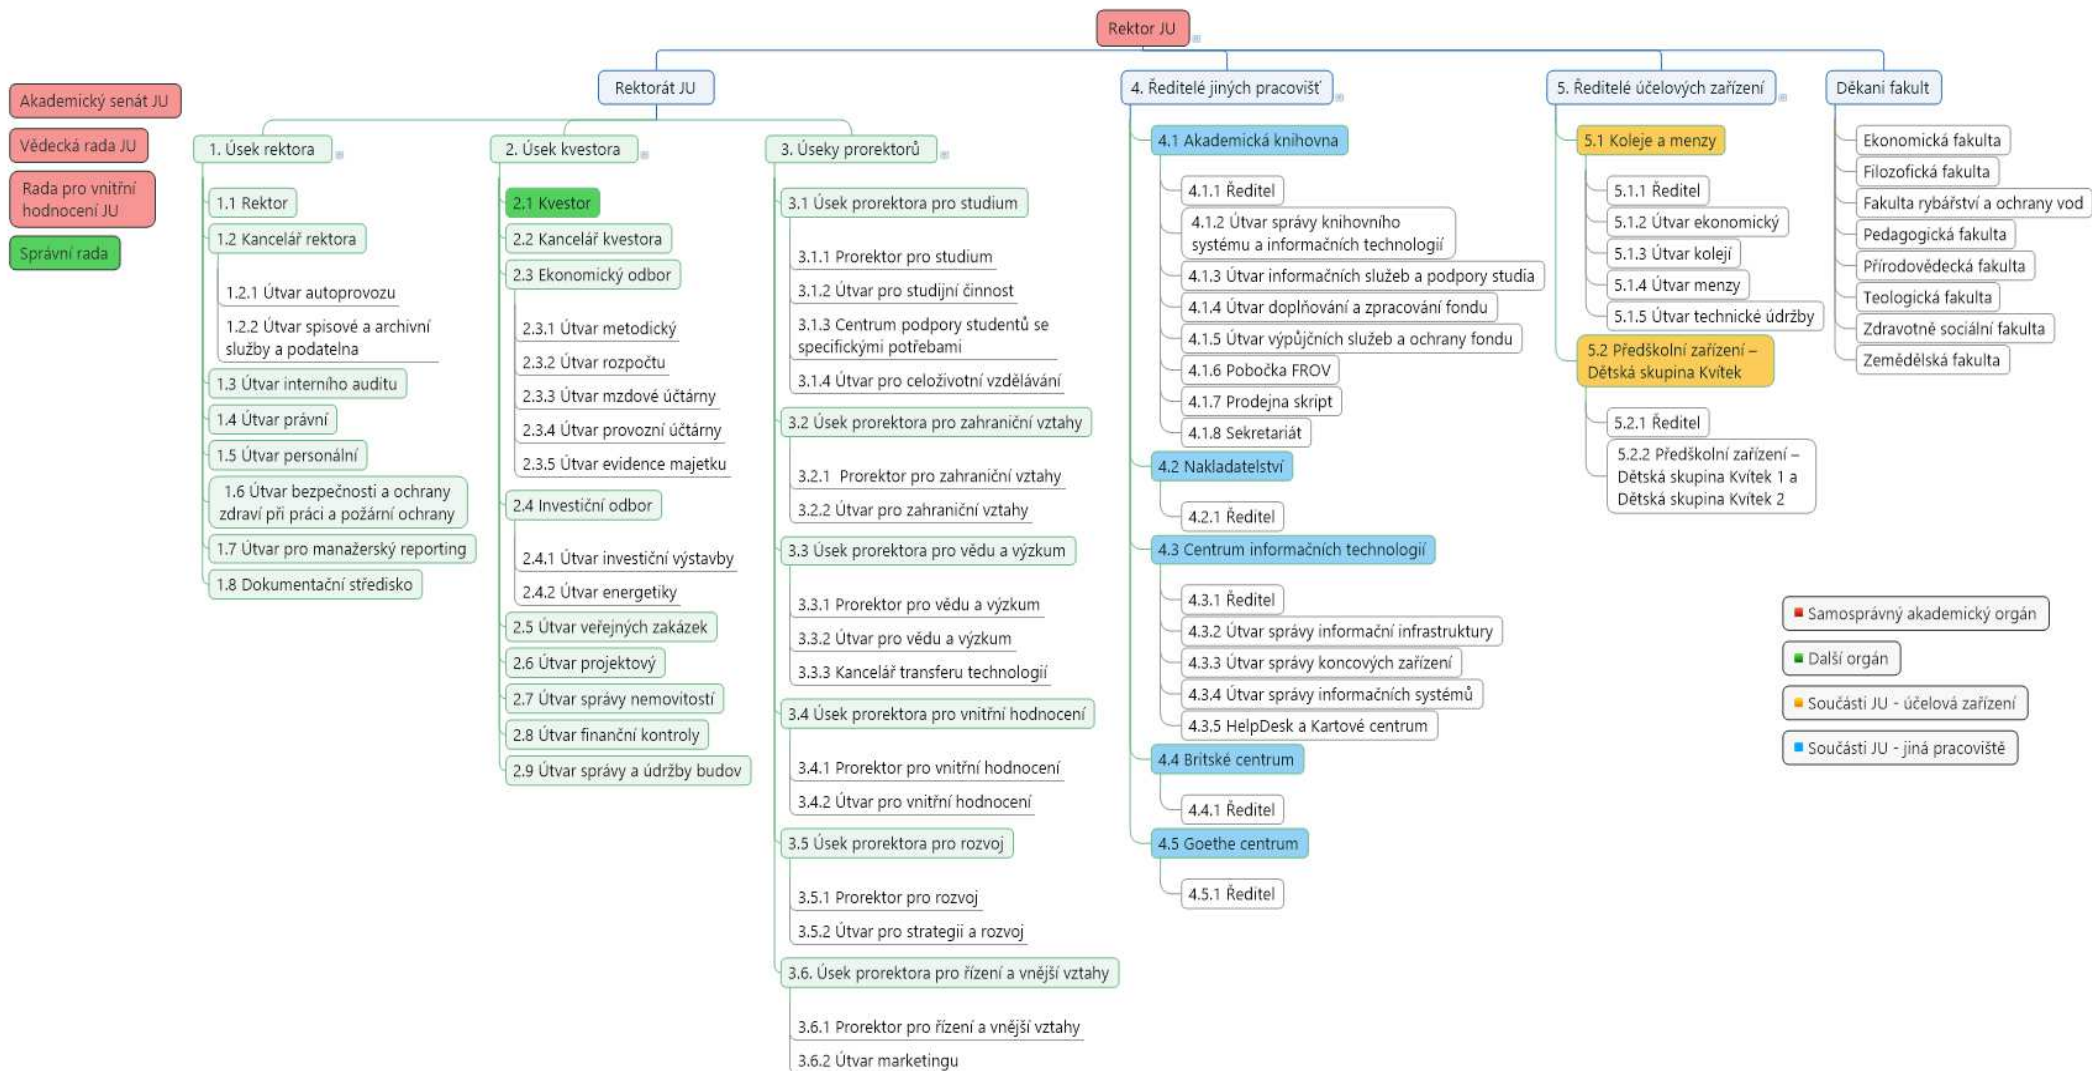 Rektor JU
Akademický senát JU
Vědecká rada JU
Rada pro vnitřní
hodnocení JU
Správní rada
Rektorát JU
1. Úsek rektora
1.1 Rektor
1.2 Kancelář rektora
1.2.1 Útvar autoprovozu
1.2.2 Útvar spisové a archivní
služby a podatelna
1.3 Útvar interního auditu
1.4 Útvar právní
1.5 Útvar personální
1.6 Útvar bezpečnosti a ochrany
zdraví při práci a požární ochrany
1.7 Útvar pro manažerský reporting
1.8 Dokumentační středisko
2. Úsek kvestora
2.1 Kvestor
2.2 Kancelář kvestora
2.3 Ekonomický odbor
2.3.1 Útvar metodický
2.3.2 Útvar rozpočtu
2.3.3 Útvar mzdové účtárny
2.3.4 Útvar provozní účtárny
2.3.5 Útvar evidence majetku
2.4 Investiční odbor
2.4.1 Útvar investiční výstavby
2.4.2 Útvar energetiky
2.5 Útvar veřejných zakázek
2.6 Útvar projektový
2.7 Útvar správy nemovitostí
2.8 Útvar finanční kontroly
2.9 Útvar správy a údržby budov
3. Úseky prorektorů
3.1 Úsek prorektora pro studium
3.1.1 Prorektor pro studium
3.1.2 Útvar pro studijní činnost
3.1.3 Centrum podpory studentů se
specifickými potřebami
3.1.4 Útvar pro celoživotní vzdělávání
3.2 Úsek prorektora pro zahraniční vztahy
3.2.1 Prorektor pro zahraniční vztahy
3.2.2 Útvar pro zahraniční vztahy
3.3 Úsek prorektora pro vědu a výzkum
3.3.1 Prorektor pro vědu a výzkum
3.3.2 Útvar pro vědu a výzkum
3.3.3 Kancelář transferu technologií
3.4 Úsek prorektora pro vnitřní hodnocení
3.4.1 Prorektor pro vnitřní hodnocení
3.4.2 Útvar pro vnitřní hodnocení
3.5 Úsek prorektora pro rozvoj
3.5.1 Prorektor pro rozvoj
3.5.2 Útvar pro strategii a rozvoj
3.6. Úsek prorektora pro řízení a vnější vztahy
3.6.1 Prorektor pro řízení a vnější vztahy
3.6.2 Útvar marketingu
4. Ředitelé jiných pracovišť
4.1 Akademická knihovna
4.1.1 Ředitel
4.1.2 Útvar správy knihovního
systému a informačních technologií
4.1.3 Útvar informačních služeb a podpory studia
4.1.4 Útvar doplňování a zpracování fondu
4.1.5 Útvar výpůjčních služeb a ochrany fondu
4.1.6 Pobočka FROV
4.1.7 Prodejna skript
4.1.8 Sekretariát
4.2 Nakladatelství
4.2.1 Ředitel
4.3 Centrum informačních technologií
4.3.1 Ředitel
4.3.2 Útvar správy informační infrastruktury
4.3.3 Útvar správy koncových zařízení
4.3.4 Útvar správy informačních systémů
4.3.5 HelpDesk a Kartové centrum
4.4 Britské centrum
4.4.1 Ředitel
4.5 Goethe centrum
4.5.1 Ředitel
5. Ředitelé účelových zařízení
5.1 Koleje a menzy
5.1.1 Ředitel
5.1.2 Útvar ekonomický
5.1.3 Útvar kolejí
5.1.4 Útvar menzy
5.1.5 Útvar technické údržby
5.2 Předškolní zařízení –
Dětská skupina Kvítek
5.2.1 Ředitel
5.2.2 Předškolní zařízení –
Dětská skupina Kvítek 1 a
Dětská skupina Kvítek 2
Děkani fakult
Ekonomická fakulta
Filozofická fakulta
Fakulta rybářství a ochrany vod
Pedagogická fakulta
Přírodovědecká fakulta
Teologická fakulta
Zdravotně sociální fakulta
Zemědělská fakulta
Samosprávný akademický orgán
Další orgán
Součásti JU - účelová zařízení
Součásti JU - jiná pracoviště